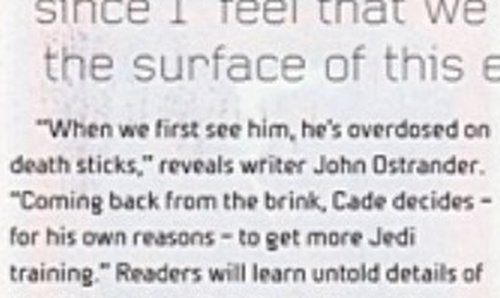 since I feel that we
the surface of this e
"When we first see him, he's overdosed on
death sticks," reveals writer John Ostrander.
"Coming back from the brink, Cade decides –
for his own reasons – to get more Jedi
training." Readers will learn untold details of